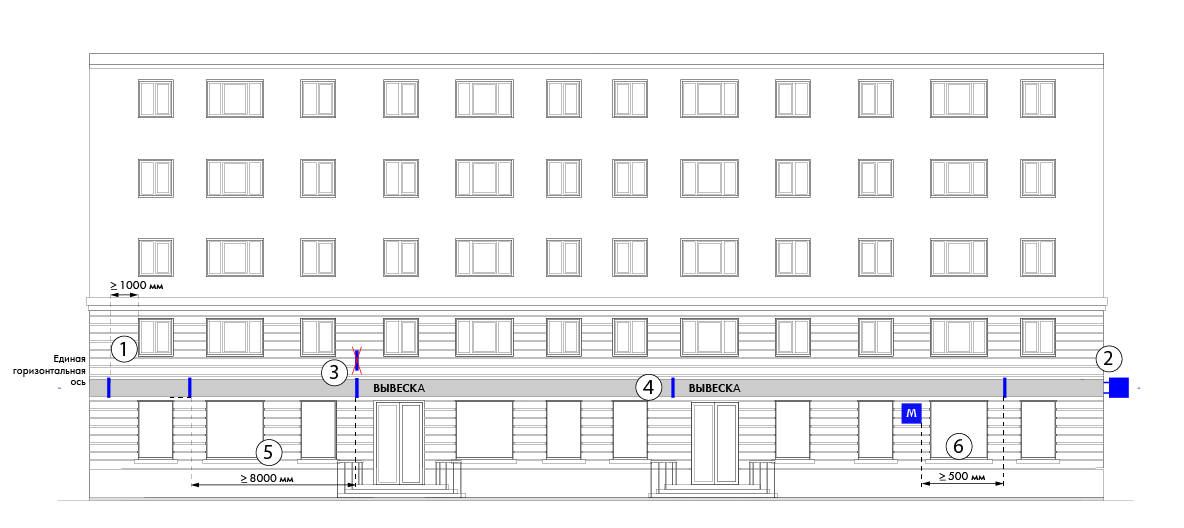 ≥ 1000 мм
1
2
Единая
горизонтальная
ось
3
ВЫВЕСКА
4
ВЫВЕСКА
М
5
6
≥ 8000 мм
≥ 500 мм